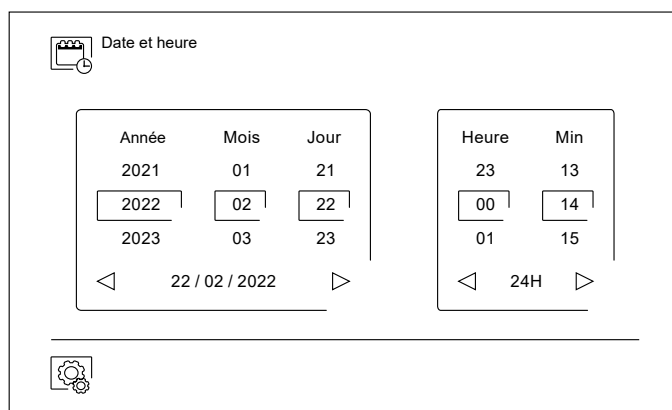 Date et heure
Année Mois Jour
2021 01 21
2022 02 22
2023 03 23
22 / 02 / 2022
Heure Min
23 13
00 14
01 15
24H